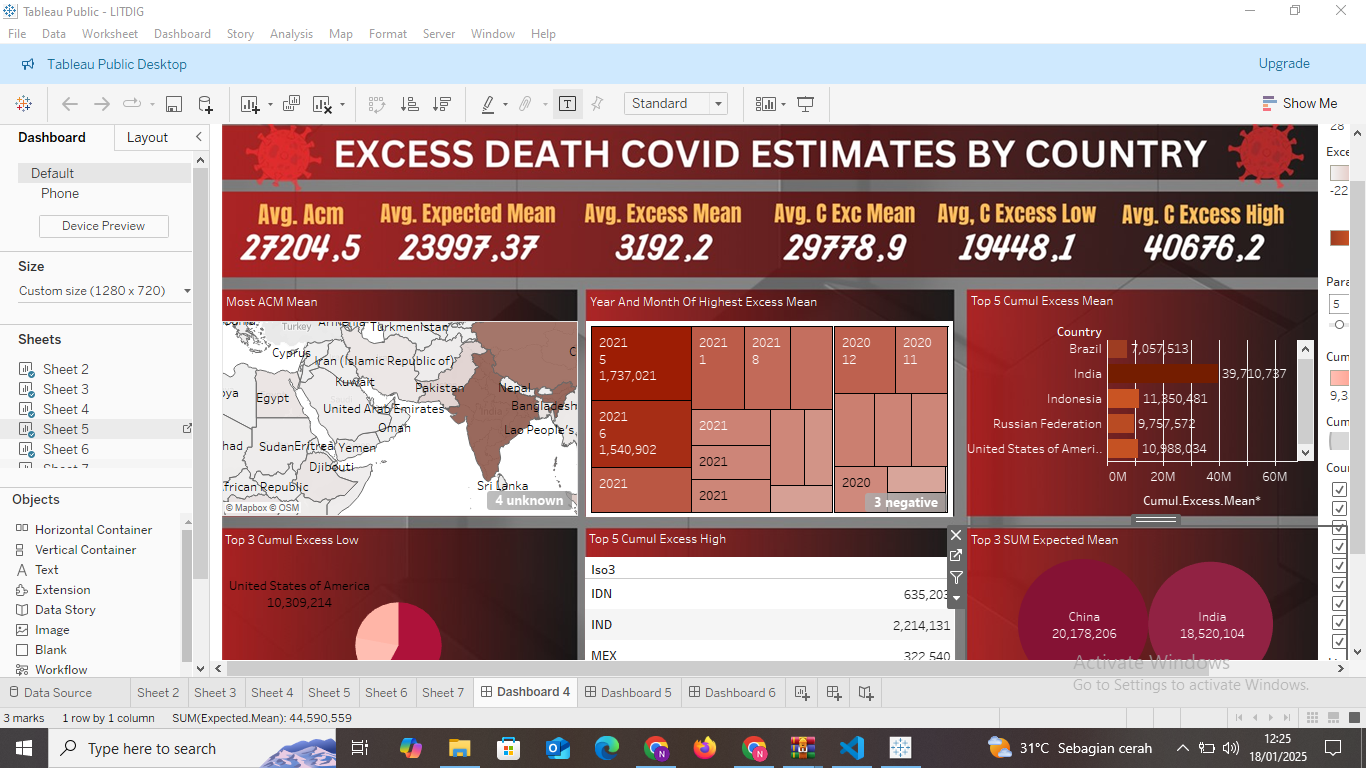 Tableau Public - LITDIG
File Data Worksheet Dashboard Story Analysis Map Format Server Window Help
Tableau Public Desktop
Upgrade
Standard
Show Me
Dashboard
Layout
Default
Phone
Device Preview
Size
Custom size (1280 x 720)
Sheets
Sheet 2
Sheet 3
Sheet 4
Sheet 5
Sheet 6
Objects
Horizontal Container
Vertical Container
Text
Extension
Data Story
Image
Blank
Workflow
EXCESS DEATH COVID ESTIMATES BY COUNTRY
Avg. Acm
27204,5
Avg. Expected Mean
23997,37
Avg. Excess Mean
3192,2
Avg. C Exc Mean
29778,9
Avg, C Excess Low
19448,1
Avg. C Excess High
40676,2
Most ACM Mean
Turkey
Turkmenistan
Cyprus
Iran (Islamic Republic of)
Kuwait
Pakistan
Nepal
Egypt
United Arab Emirates
Bangladesh
Oman
Lao People's
Sudan
Eritrea
Yemen
Djibouti
African Republic
Sri Lanka
4 unknown
© Mapbox © OSM
Year And Month Of Highest Excess Mean
2021
5
1,737,021
2021
6
1,540,902
2021
2021
1
2021
8
2021
2021
2021
2020
12
2020
11
2020
3 negative
Top 5 Cumul Excess Mean
Country
Brazil 7,057,513
India 39,710,737
Indonesia 11,350,481
Russian Federation 9,757,572
United States of Ameri.. 10,988,034
0M 20M 40M 60M
Cumul.Excess.Mean*
Top 3 Cumul Excess Low
United States of America
10,309,214
Top 5 Cumul Excess High
Iso3
IDN 635,203
IND 2,214,131
MEX 322,540
Top 3 SUM Expected Mean
China
20,178,206
India
18,520,104
28
Exce
-22
Para
5
Cum
9,3
Cum
Cou
Activate Windows
Go to Settings to activate Windows.
Data Source
Sheet 2
Sheet 3
Sheet 4
Sheet 5
Sheet 6
Sheet 7
Dashboard 4
Dashboard 5
Dashboard 6
3 marks 1 row by 1 column SUM(Expected.Mean): 44,590,559
Type here to search
31°C Sebagian cerah
12:25
18/01/2025